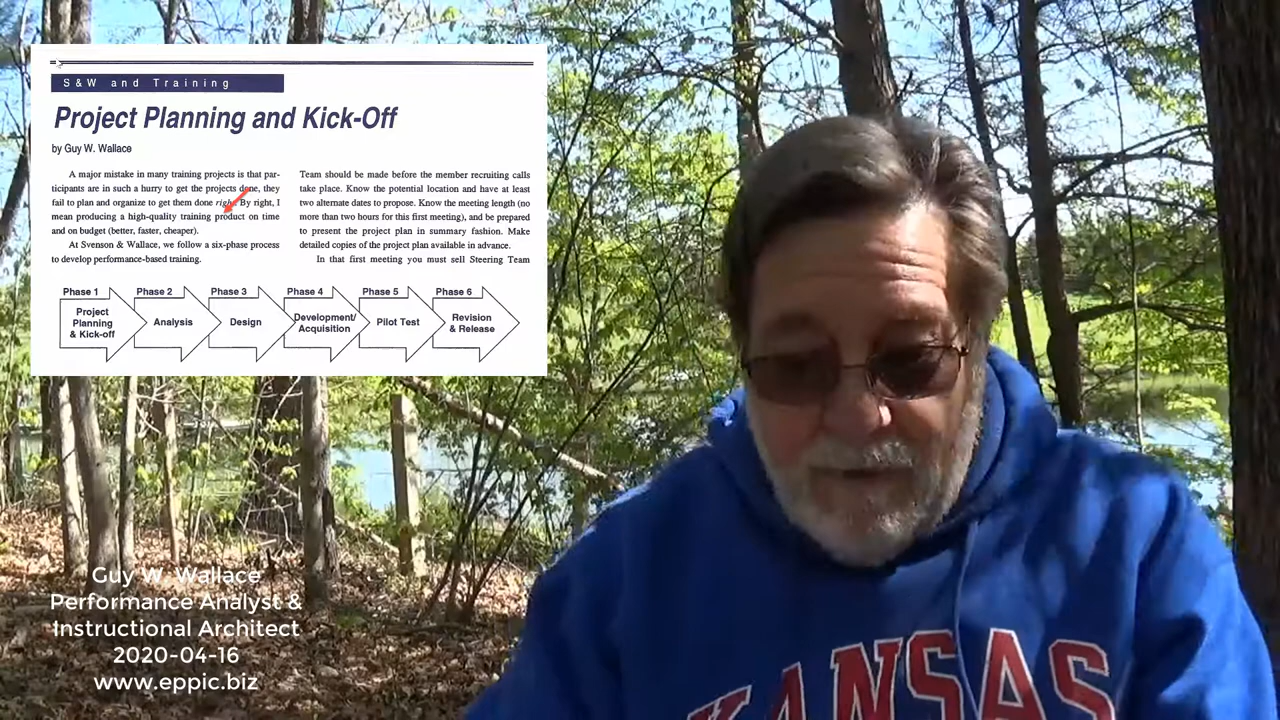 S&W and Training
Project Planning and Kick-Off
by Guy W. Wallace
A major mistake in many training projects is that par-
ticipants are in such a hurry to get the projects done, they
fail to plan and organize to get them done right. By right, I
mean producing a high-quality training product on time
and on budget (better, faster, cheaper).
At Svenson & Wallace, we follow a six-phase process
to develop performance-based training.
Team should be made before the member recruiting calls
take place. Know the potential location and have at least
two alternate dates to propose. Know the meeting length (no
more than two hours for this first meeting), and be prepared
to present the project plan in summary fashion. Make
detailed copies of the project plan available in advance.
In that first meeting you must sell Steering Team
Phase 1
Project
Planning
& Kick-off
Phase 2
Analysis
Phase 3
Design
Phase 4
Development/
Acquisition
Phase 5
Pilot Test
Phase 6
Revision
& Release
Guy W. Wallace
Performance Analyst &
Instructional Architect
2020-04-16
www.eppic.biz
KANSAS